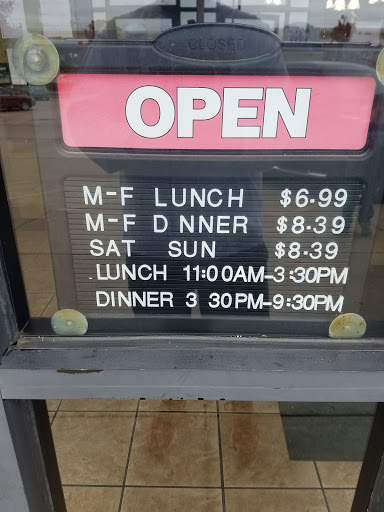 CLOSED
OPEN
M-F LUNCH $6.99
M-F D NNER $8.39
SAT SUN $8.39
.LUNCH 11:00AM-3:30PM
DINNER 3 30PM-9:30PM